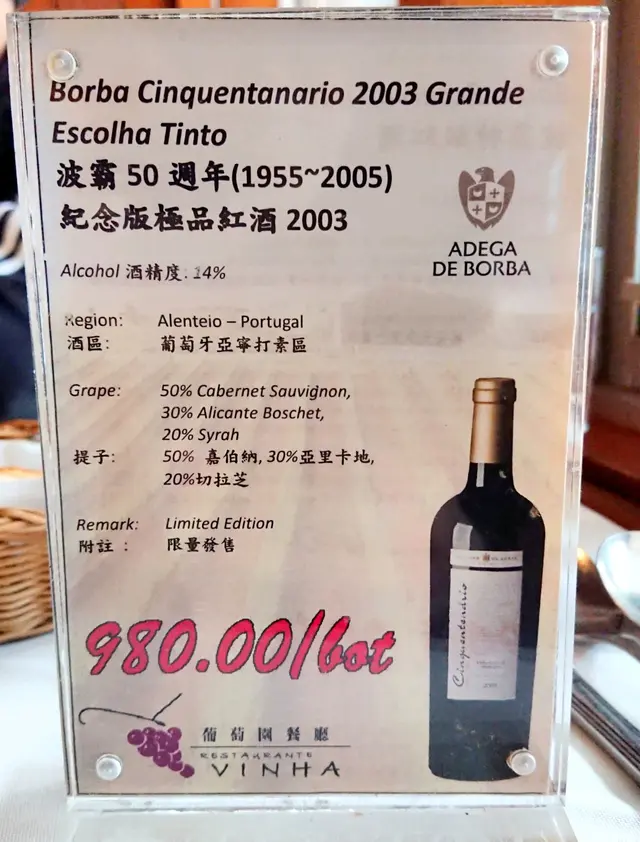 Borba Cinquentanario 2003 Grande
Escolha Tinto
波霸 50 週年(1955~2005)
紀念版極品紅酒 2003
ADEGA
DE BORBA
Alcohol 酒精度: 14%
Region: Alenteio – Portugal
酒區: 葡萄牙亞寧打素區
Grape: 50% Cabernet Sauvignon,
30% Alicante Boschet,
20% Syrah
提子: 50% 嘉伯納, 30%亞里卡地,
20%切拉芝
Remark: Limited Edition
附註 : 限量發售
Cinquentenário
980.00/bot
葡萄園餐廳
RESTAURANTE
VINHA